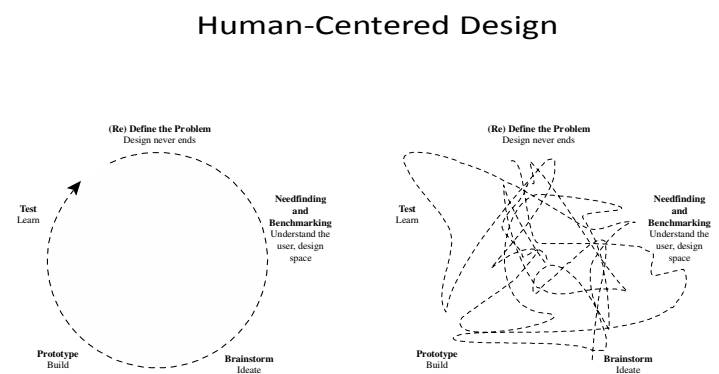 Human-Centered Design
(Re) Define the Problem
Design never ends
Needfinding
and
Benchmarking
Understand the
user, design
space
Brainstorm
Ideate
Prototype
Build
Test
Learn
(Re) Define the Problem
Design never ends
Needfinding
and
Benchmarking
Understand the
user, design
space
Brainstorm
Ideate
Prototype
Build
Test
Learn